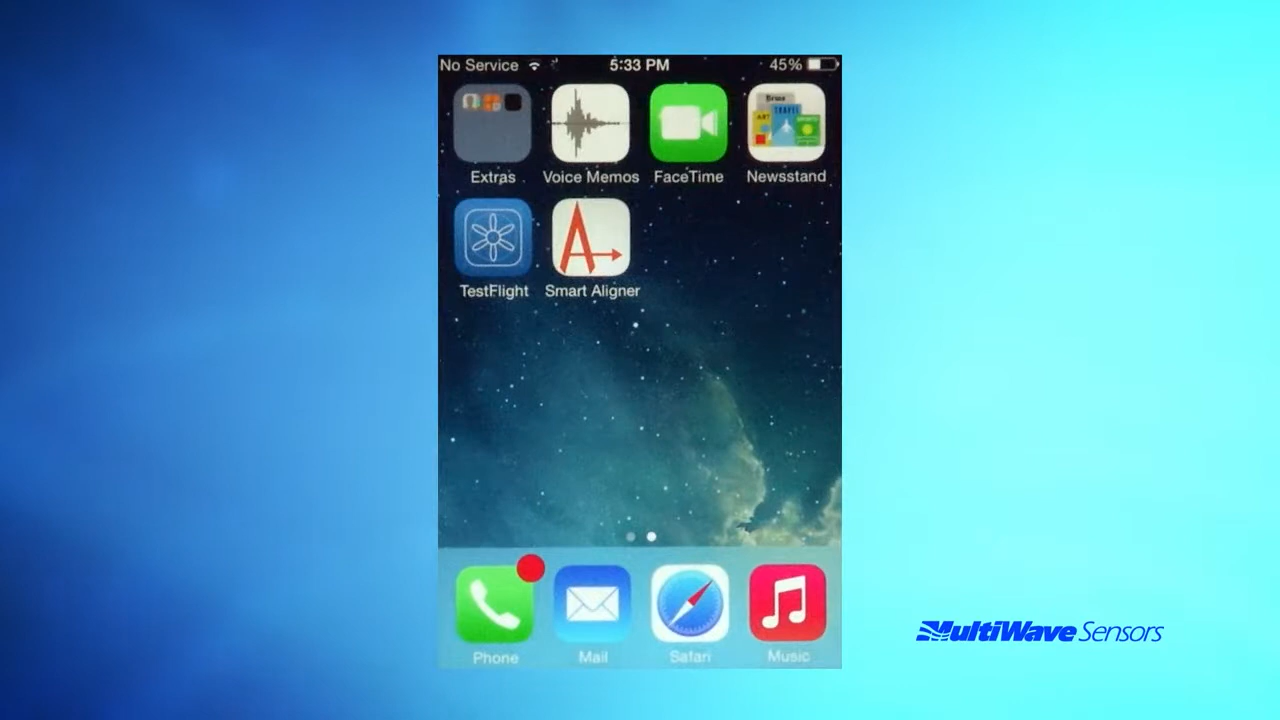 No Service 5:33 PM 45%
Extras Voice Memos FaceTime Newsstand
TestFlight Smart Aligner
Phone Mail Safari Music
MultiWave Sensors